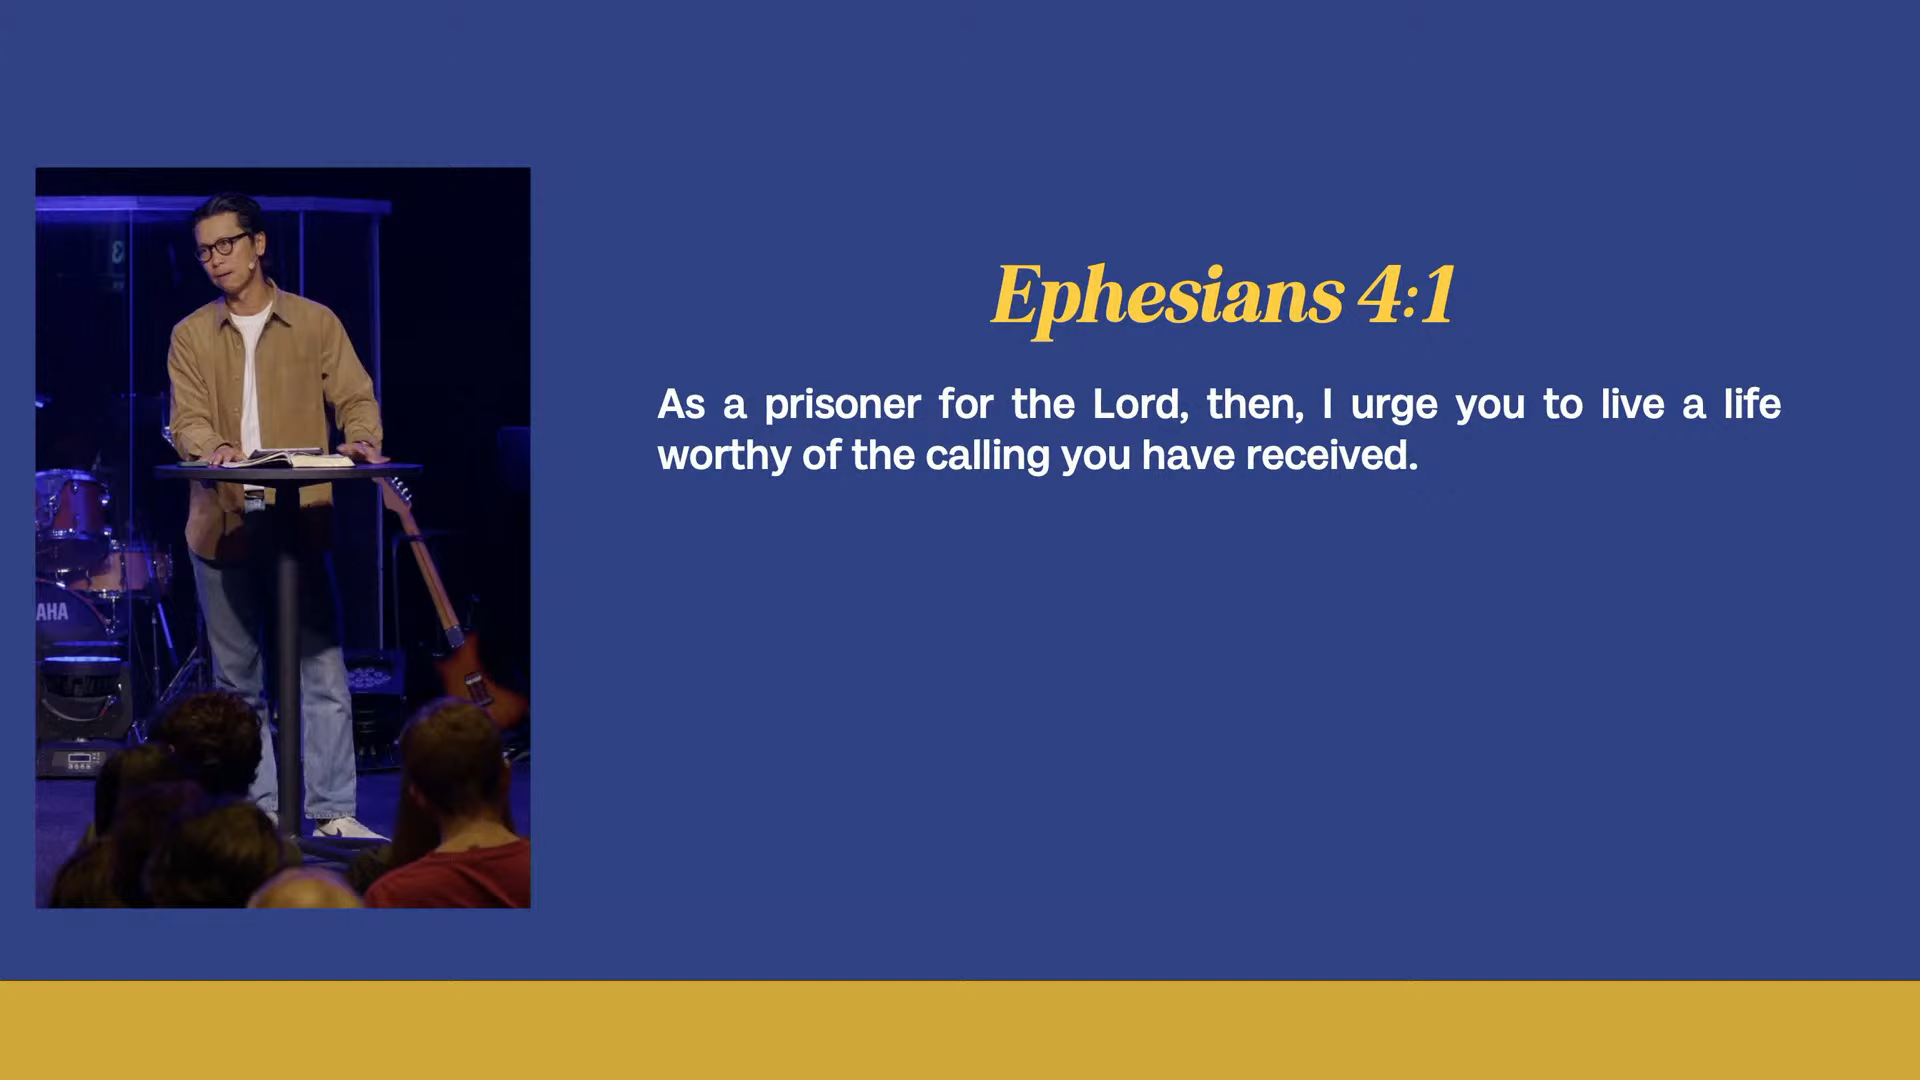 Ephesians 4:1
As a prisoner for the Lord, then, I urge you to live a life
worthy of the calling you have received.
AHA